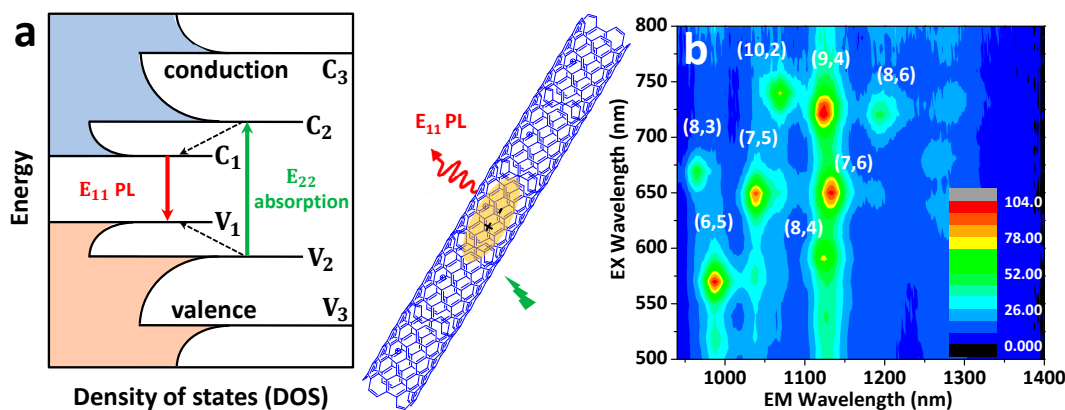 a
conduction
C₃
C₂
C₁
E₁₁ PL
E₂₂
absorption
V₁
V₂
V₃
valence
Energy
Density of states (DOS)
E₁₁ PL
b
(10,2)
(9,4)
(8,6)
(8,3)
(7,5)
(7,6)
(6,5)
(8,4)
104.0
78.00
52.00
26.00
0.000
800
750
700
650
600
550
500
EX Wavelength (nm)
1000 1100 1200 1300 1400
EM Wavelength (nm)